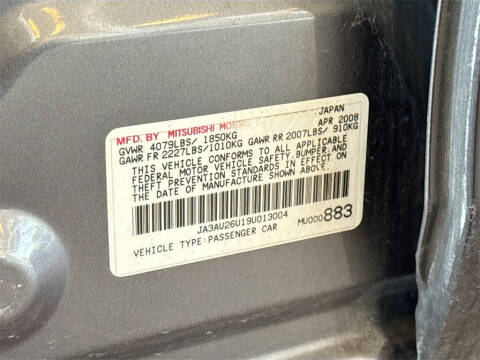 MFD. BY MITSUBISHI MOTORS JAPAN
GVWR 4079LBS/ 1850KG APR 2008
GAWR FR 2227LBS/1010KG GAWR RR 2007LBS/ 910KG
THIS VEHICLE CONFORMS TO ALL APPLICABLE
FEDERAL MOTOR VEHICLE SAFETY,BUMPER,AND
THEFT PREVENTION STANDARDS IN EFFECT ON
THE DATE OF MANUFACTURE SHOWN ABOVE.
JA3AU26U19U013004 MU000883
VEHICLE TYPE:PASSENGER CAR